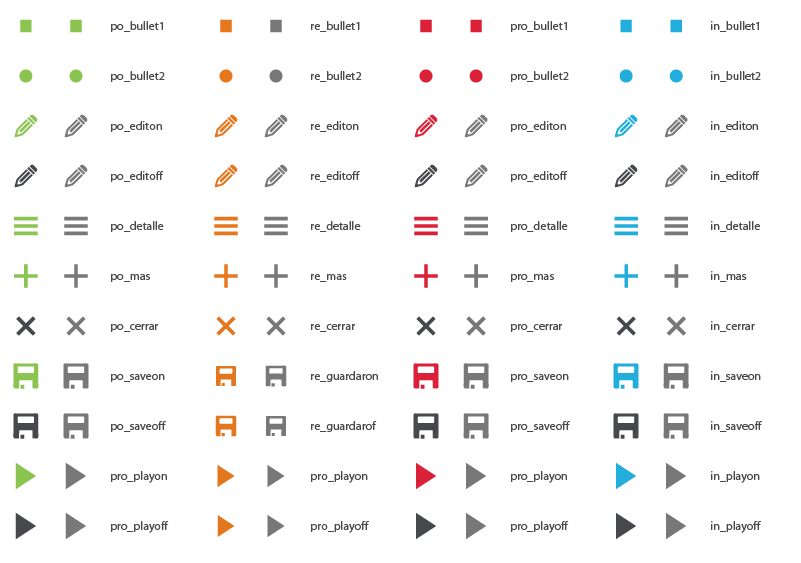 po_bullet1 re_bullet1 pro_bullet1 in_bullet1
po_bullet2 re_bullet2 pro_bullet2 in_bullet2
po_editon re_editon pro_editon in_editon
po_editoff re_editoff pro_editoff in_editoff
po_detalle re_detalle pro_detalle in_detalle
po_mas re_mas pro_mas in_mas
po_cerrar re_cerrar pro_cerrar in_cerrar
po_saveon re_guardaron pro_saveon in_saveon
po_saveoff re_guardarof pro_saveoff in_saveoff
pro_playon pro_playon pro_playon in_playon
pro_playoff pro_playoff pro_playoff in_playoff